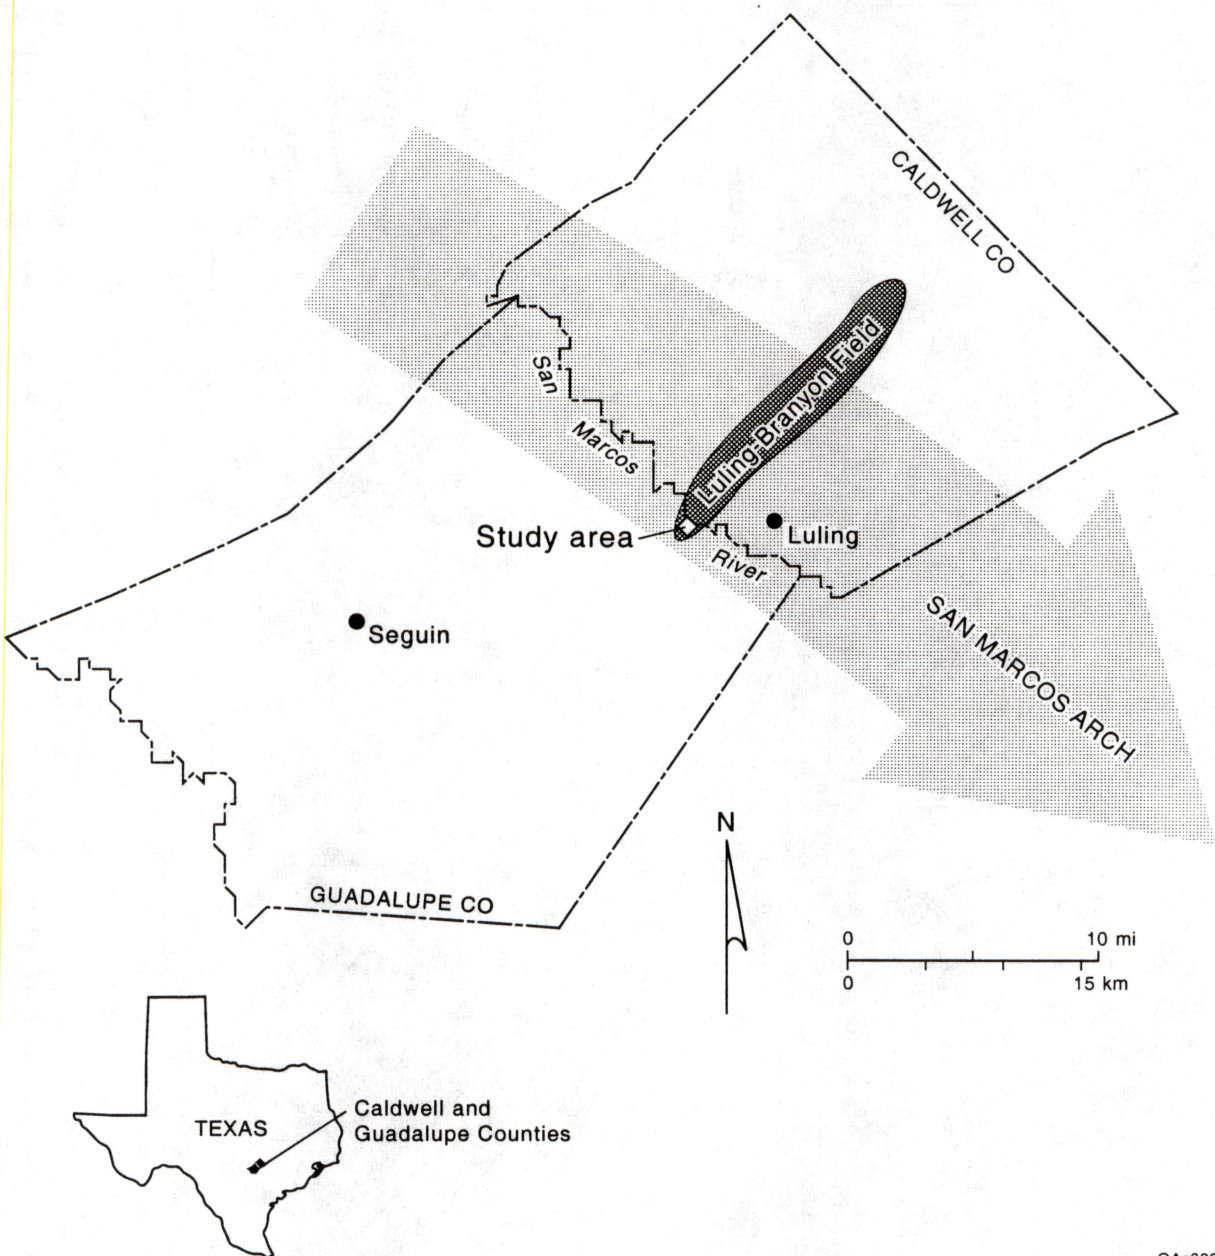 CALDWELL CO
Luling-Branyon Field
San
Marcos
River
Study area
Luling
Seguin
SAN MARCOS ARCH
GUADALUPE CO
N
0 10 mi
0 15 km
TEXAS
Caldwell and
Guadalupe Counties